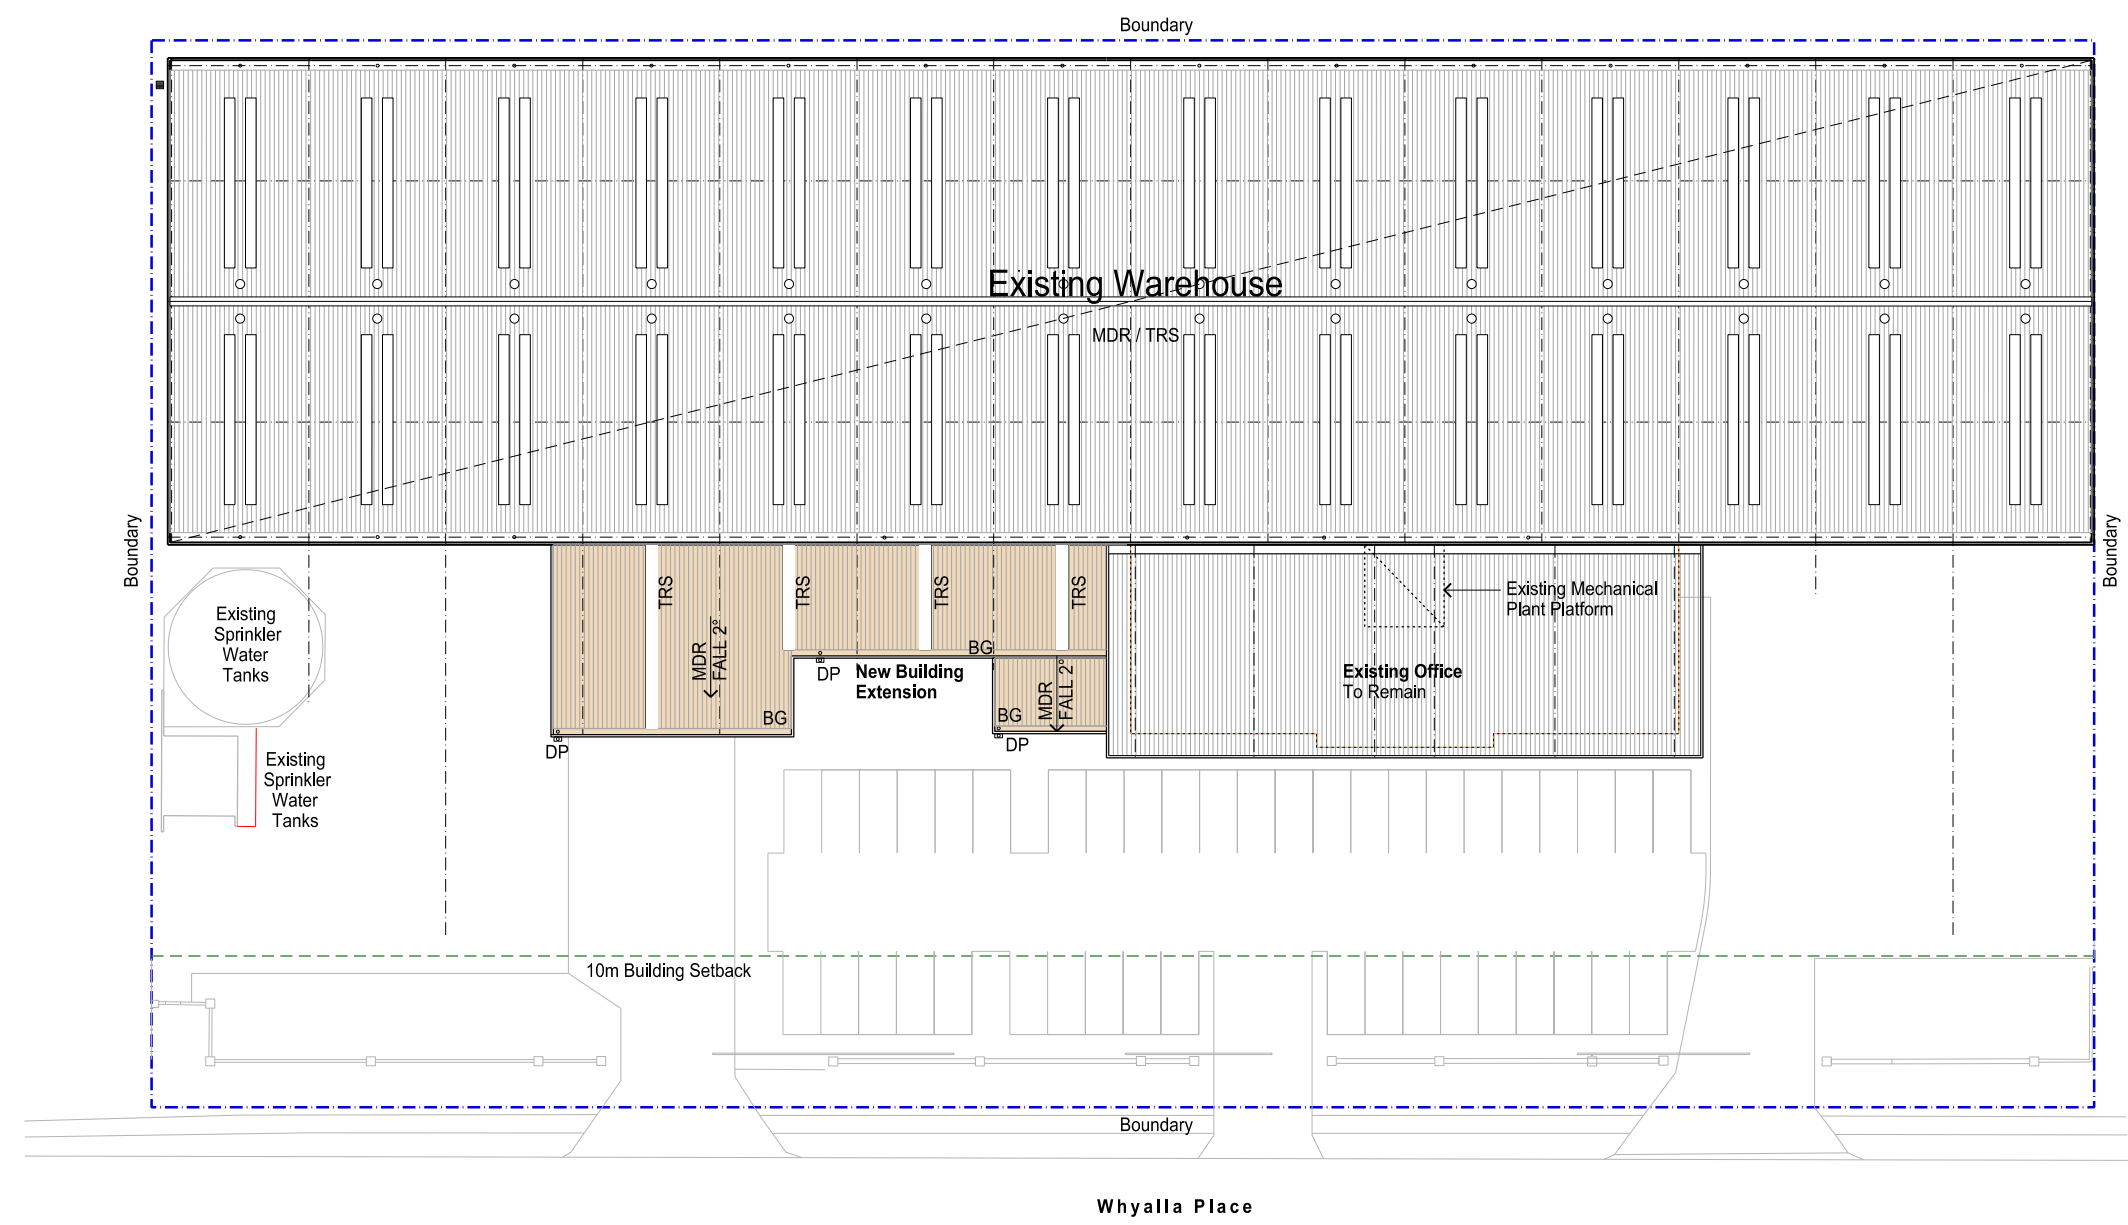 Boundary
Existing Warehouse
MDR / TRS
Boundary
Boundary
TRS
TRS
TRS
TRS
Existing Mechanical
Plant Platform
Existing
Sprinkler
Water
Tanks
MDR
FALL 2°
BG
DP
New Building
Extension
MDR
FALL 2°
Existing Office
To Remain
BG
BG
DP
DP
Existing
Sprinkler
Water
Tanks
10m Building Setback
Boundary
Whyalla Place